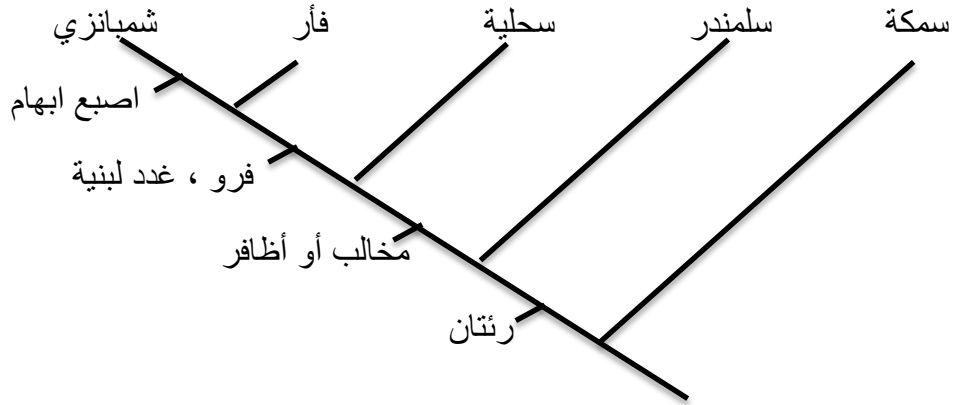 سمكة سلمندر سحلية فأر شمبانزي
اصبع ابهام
فرو ، غدد لبنية
مخالب أو أظافر
رئتان